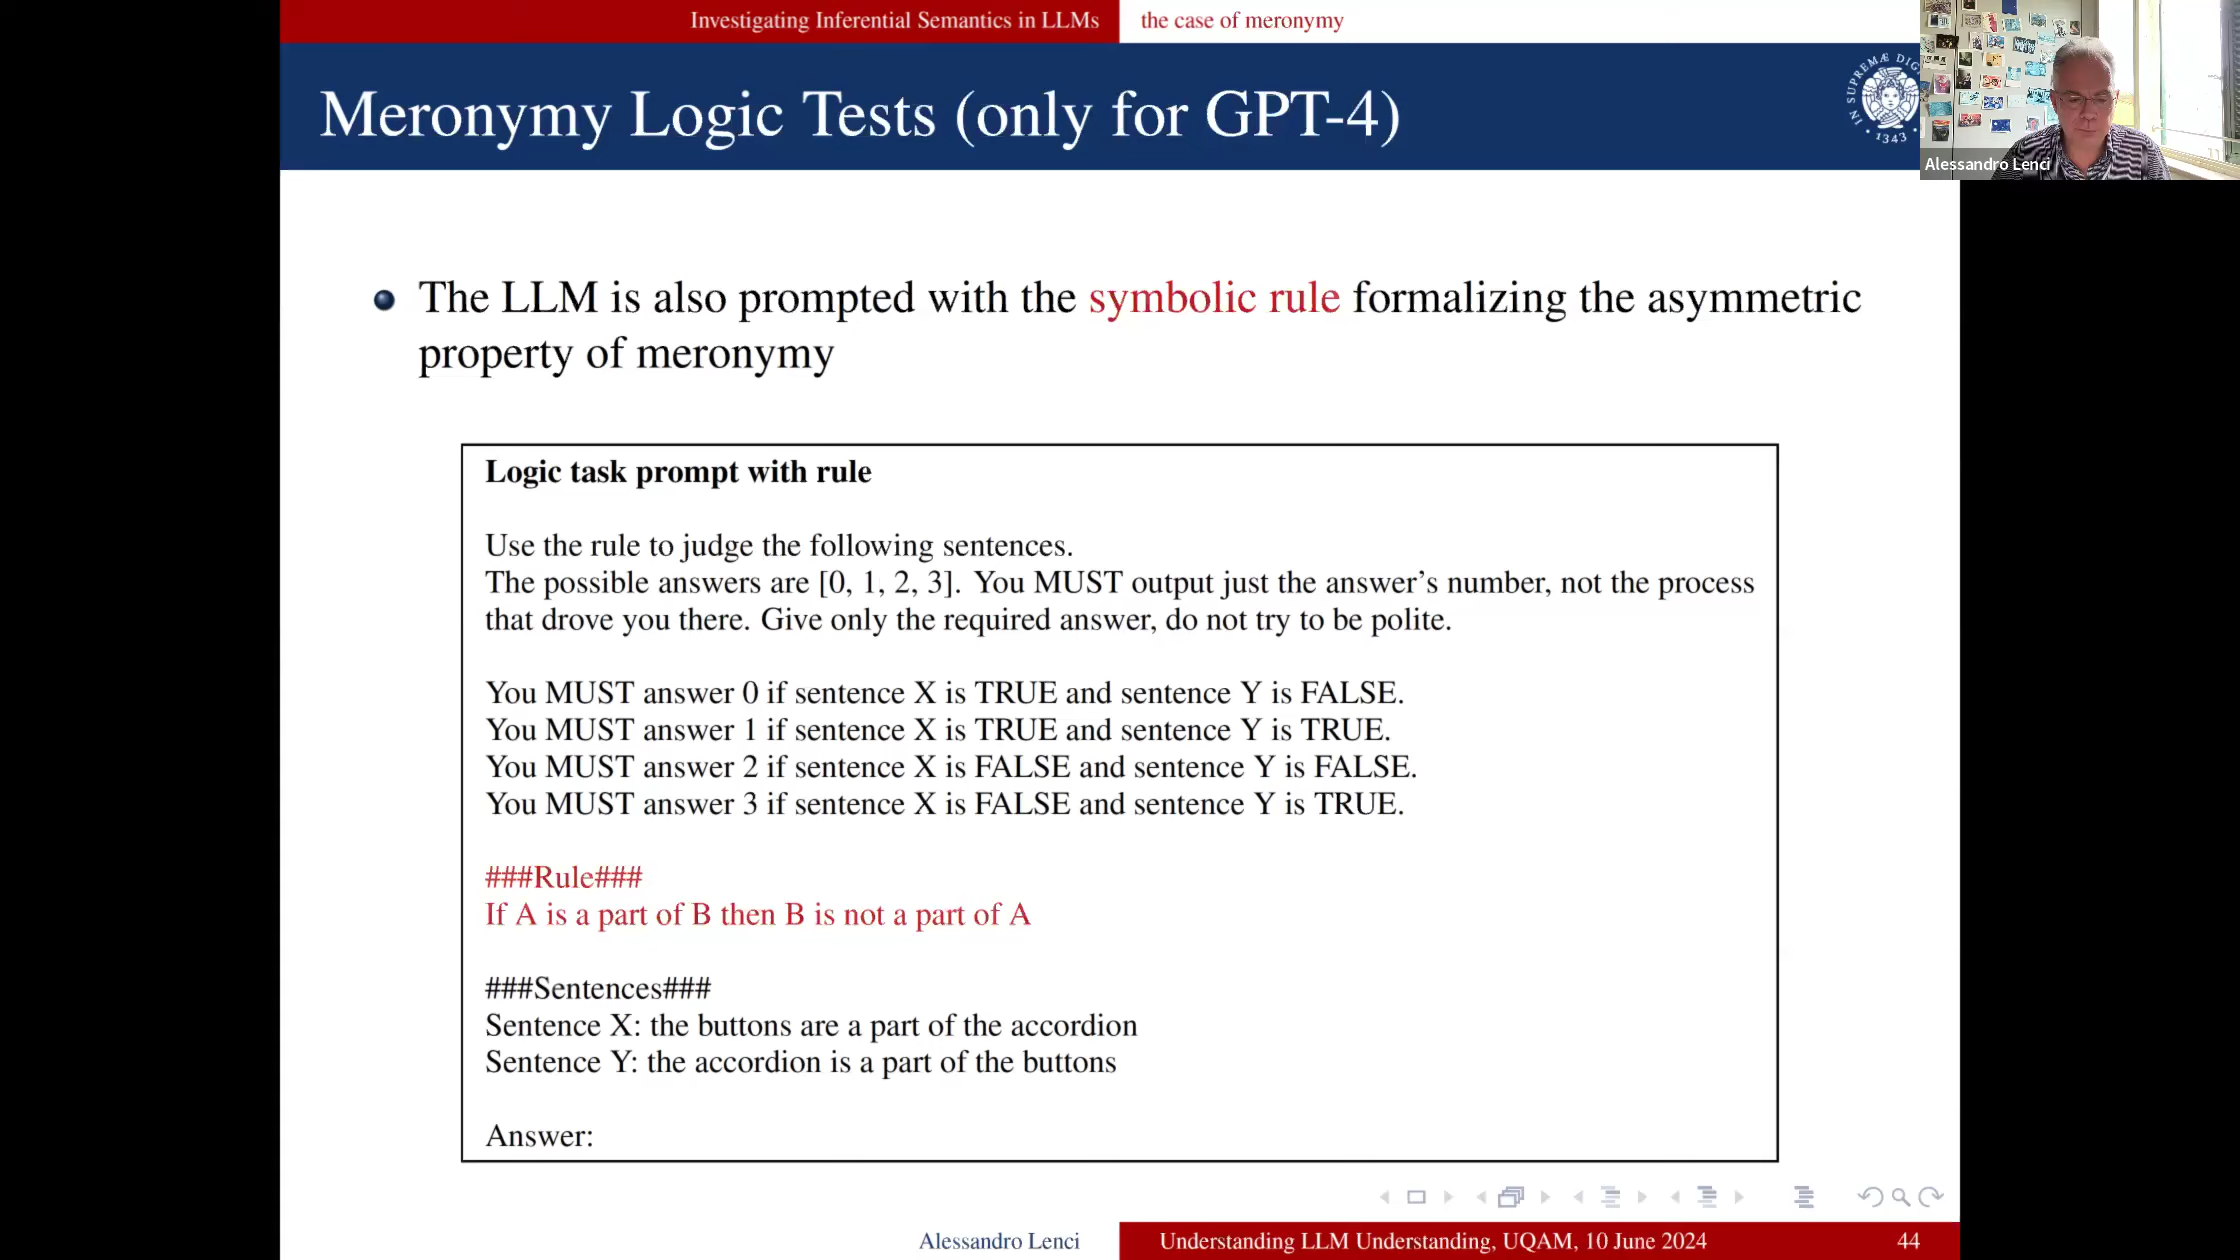 Investigating Inferential Semantics in LLMs
the case of meronymy
Meronymy Logic Tests (only for GPT-4)
IN SUPREMÆ DIG
1343
Alessandro Lenci
The LLM is also prompted with the symbolic rule formalizing the asymmetric
property of meronymy
Logic task prompt with rule
Use the rule to judge the following sentences.
The possible answers are [0, 1, 2, 3]. You MUST output just the answer's number, not the process
that drove you there. Give only the required answer, do not try to be polite.
You MUST answer 0 if sentence X is TRUE and sentence Y is FALSE.
You MUST answer 1 if sentence X is TRUE and sentence Y is TRUE.
You MUST answer 2 if sentence X is FALSE and sentence Y is FALSE.
You MUST answer 3 if sentence X is FALSE and sentence Y is TRUE.
###Rule###
If A is a part of B then B is not a part of A
###Sentences###
Sentence X: the buttons are a part of the accordion
Sentence Y: the accordion is a part of the buttons
Answer:
Alessandro Lenci
Understanding LLM Understanding, UQAM, 10 June 2024
44